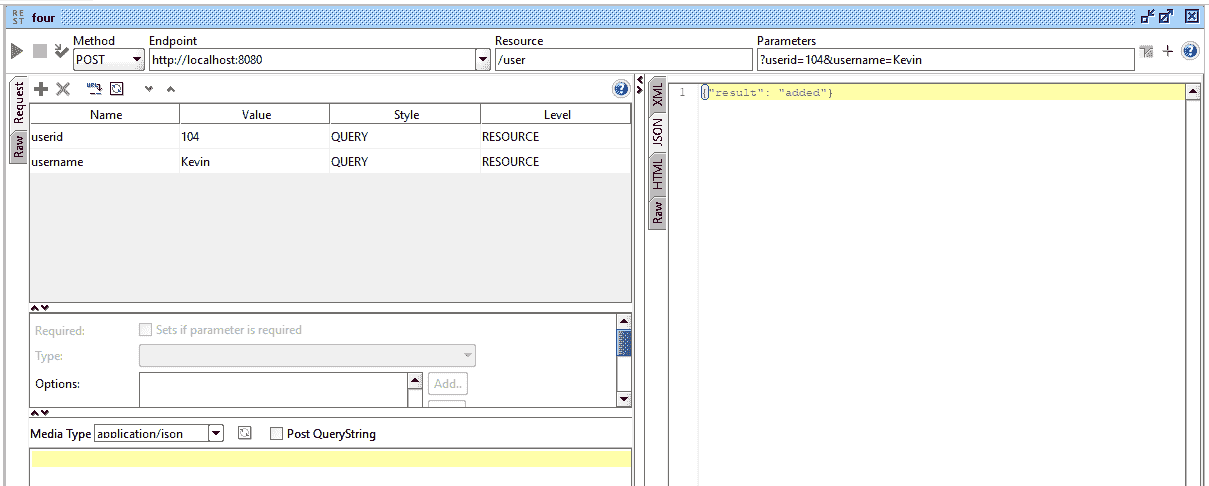 RE
ST
four
Method Endpoint Resource Parameters
POST http://localhost:8080 /user ?userid=104&username=Kevin
Request
Raw
Name Value Style Level
userid 104 QUERY RESOURCE
username Kevin QUERY RESOURCE
Required: Sets if parameter is required
Type:
Options: Add..
Media Type application/json Post QueryString
XML
JSON
HTML
Raw
1 {"result": "added"}